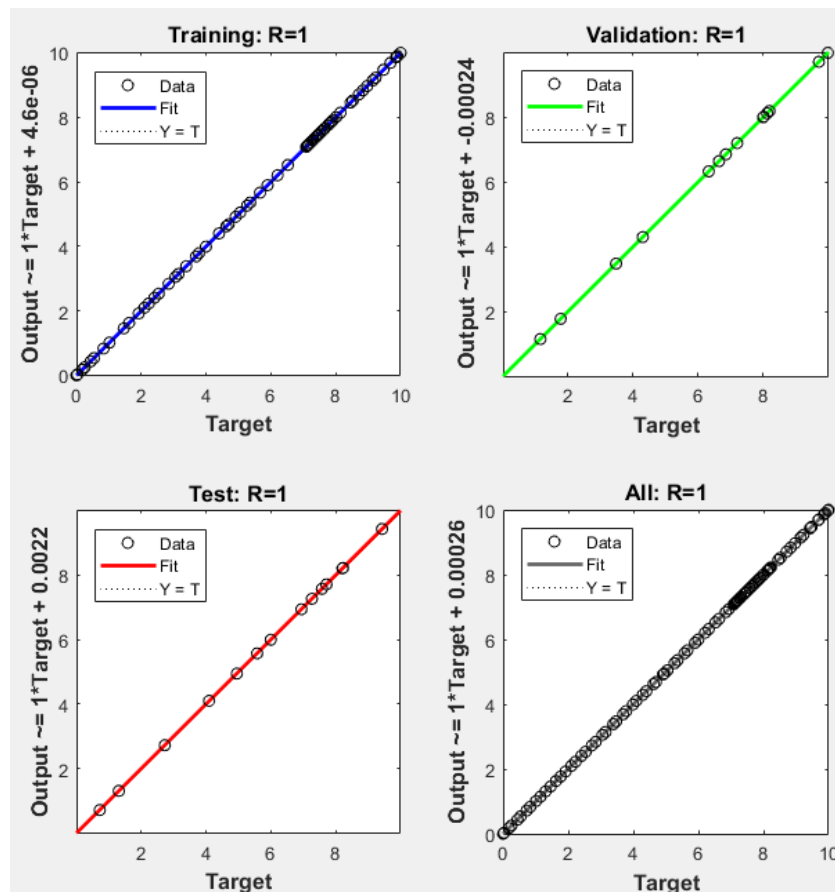 Training: R=1
Output ~= 1*Target + 4.6e-06
10
8
6
4
2
0
Data
Fit
Y = T
0 2 4 6 8 10
Target
Validation: R=1
Output ~= 1*Target + -0.00024
8
6
4
2
Data
Fit
Y = T
2 4 6 8
Target
Test: R=1
Output ~= 1*Target + 0.0022
8
6
4
2
Data
Fit
Y = T
2 4 6 8
Target
All: R=1
Output ~= 1*Target + 0.00026
10
8
6
4
2
0
Data
Fit
Y = T
0 2 4 6 8 10
Target